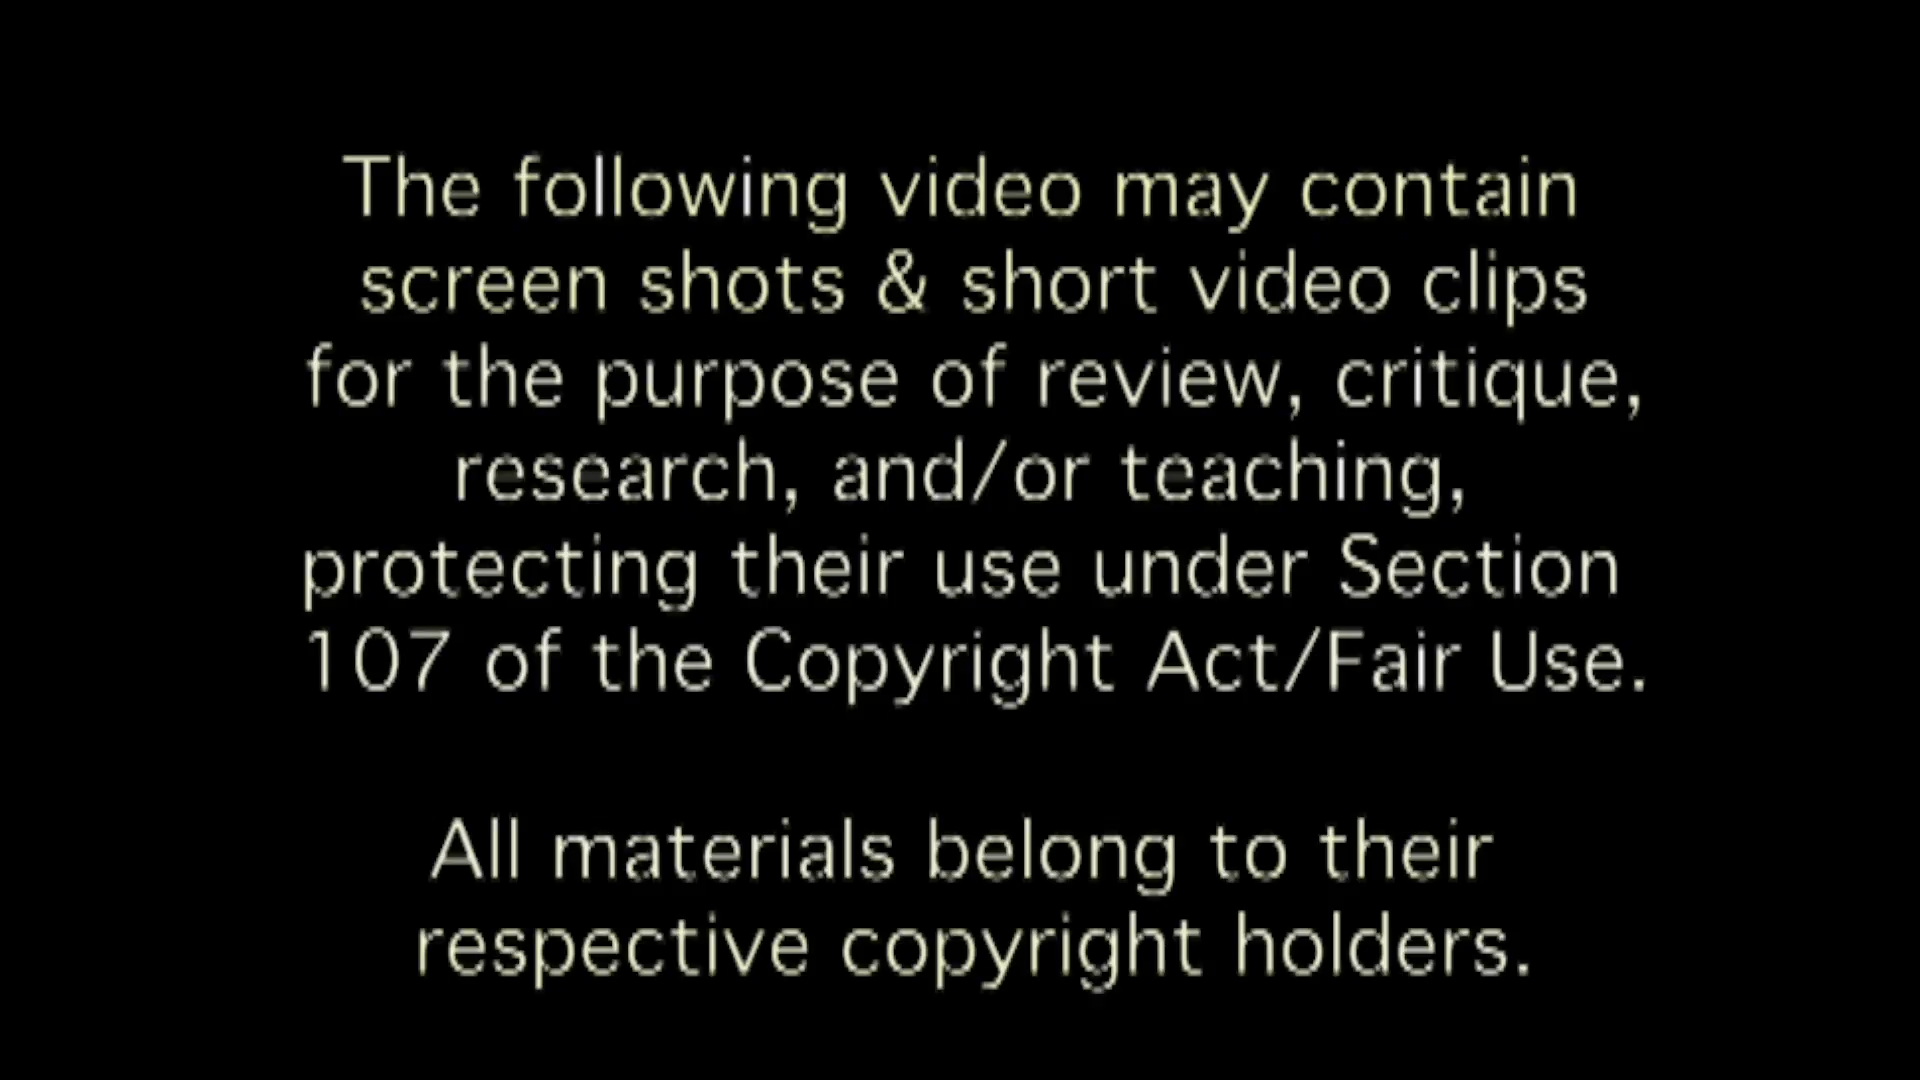 The following video may contain
screen shots & short video clips
for the purpose of review, critique,
research, and/or teaching,
protecting their use under Section
107 of the Copyright Act/Fair Use.
All materials belong to their
respective copyright holders.